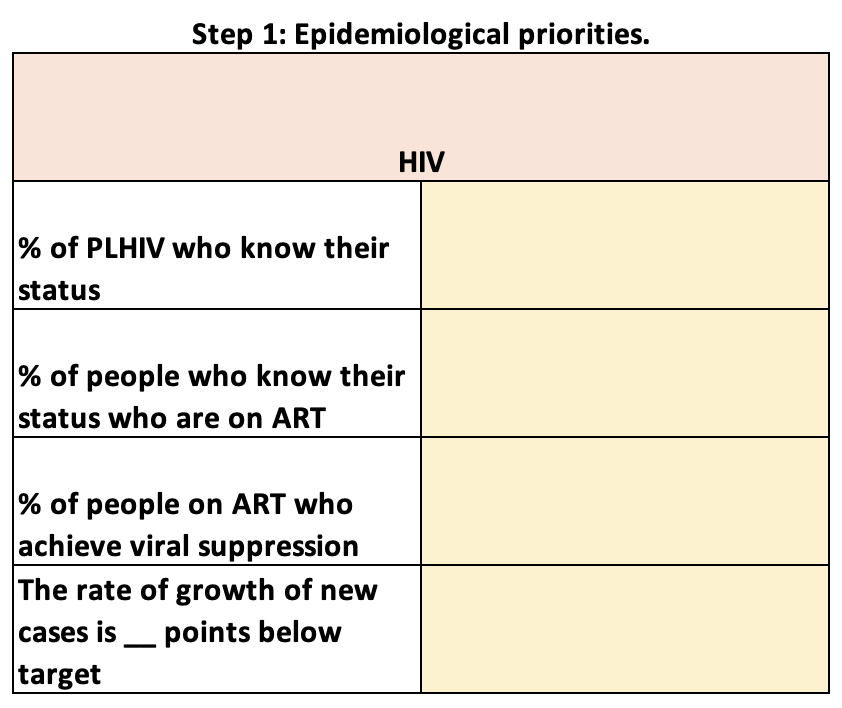 Step 1: Epidemiological priorities.
HIV
% of PLHIV who know their
status
% of people who know their
status who are on ART
% of people on ART who
achieve viral suppression
The rate of growth of new
cases is __ points below
target